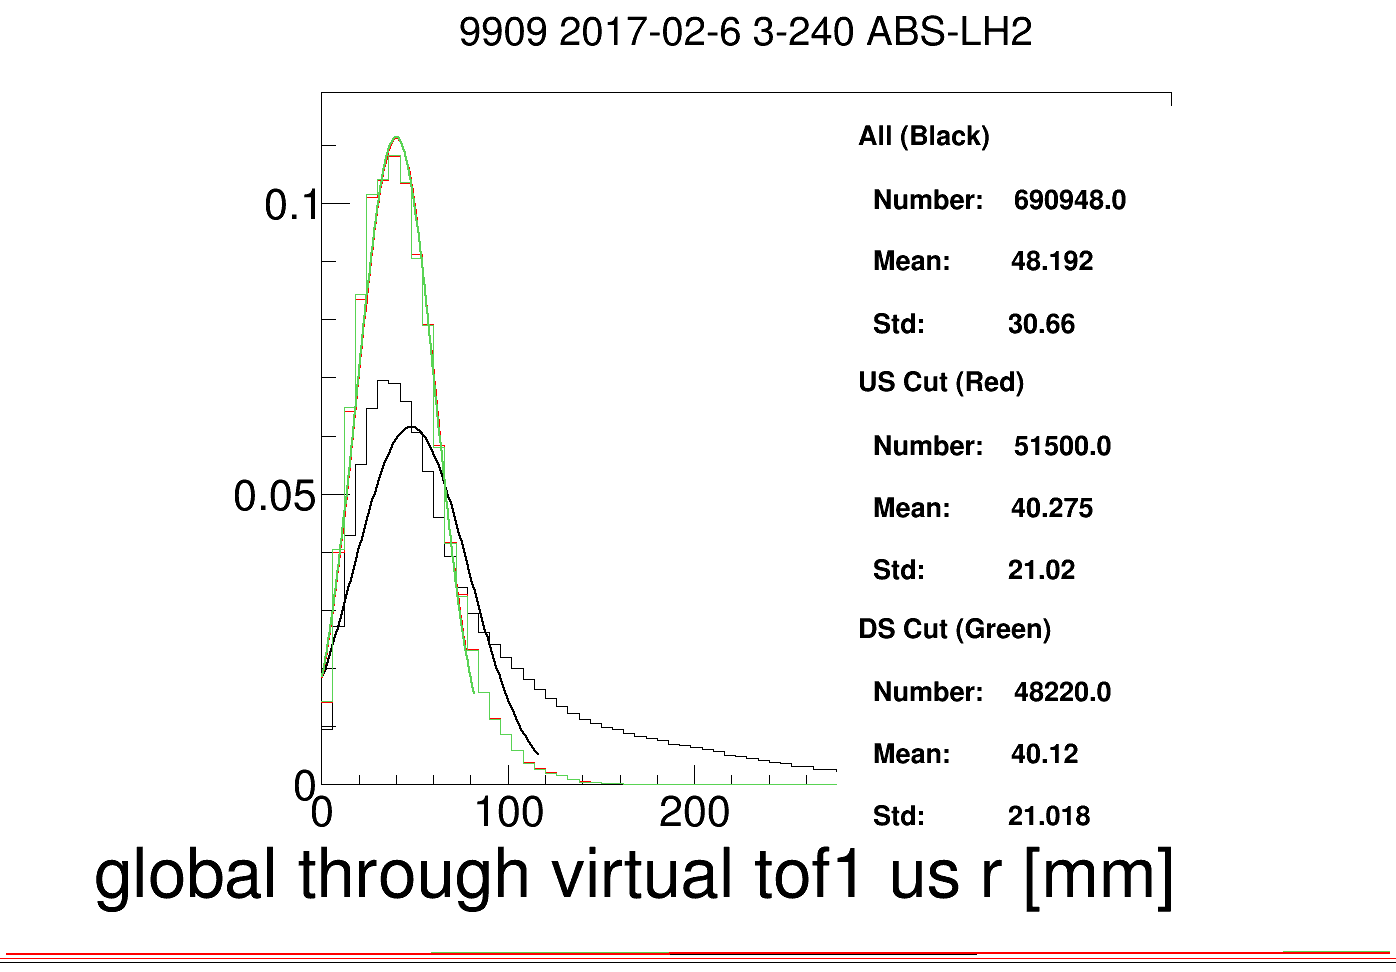 9909 2017-02-6 3-240 ABS-LH2
All (Black)
Number: 690948.0
Mean: 48.192
Std: 30.66
US Cut (Red)
Number: 51500.0
Mean: 40.275
Std: 21.02
DS Cut (Green)
Number: 48220.0
Mean: 40.12
Std: 21.018
0.1
0.05
0
0 100 200
global through virtual tof1 us r [mm]